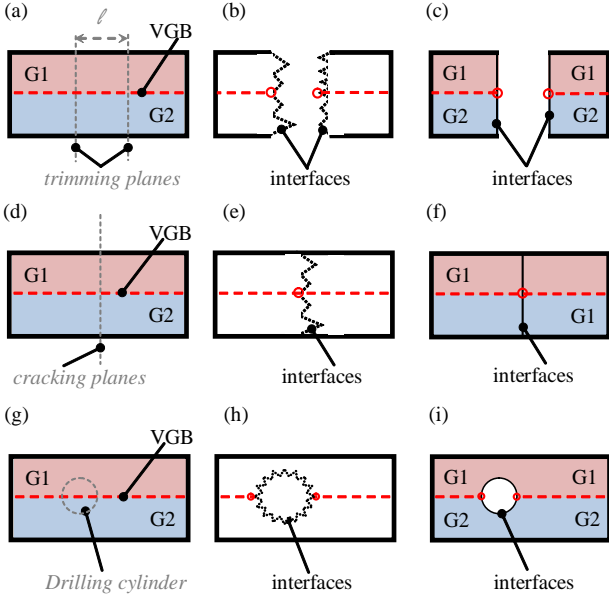 (a)
ℓ
VGB
G1
G2
trimming planes
(b)
interfaces
(c)
G1
G1
G2
G2
interfaces
(d)
VGB
G1
G2
cracking planes
(e)
interfaces
(f)
G1
G1
interfaces
(g)
VGB
G1
G2
Drilling cylinder
(h)
interfaces
(i)
G1
G1
G2
G2
interfaces